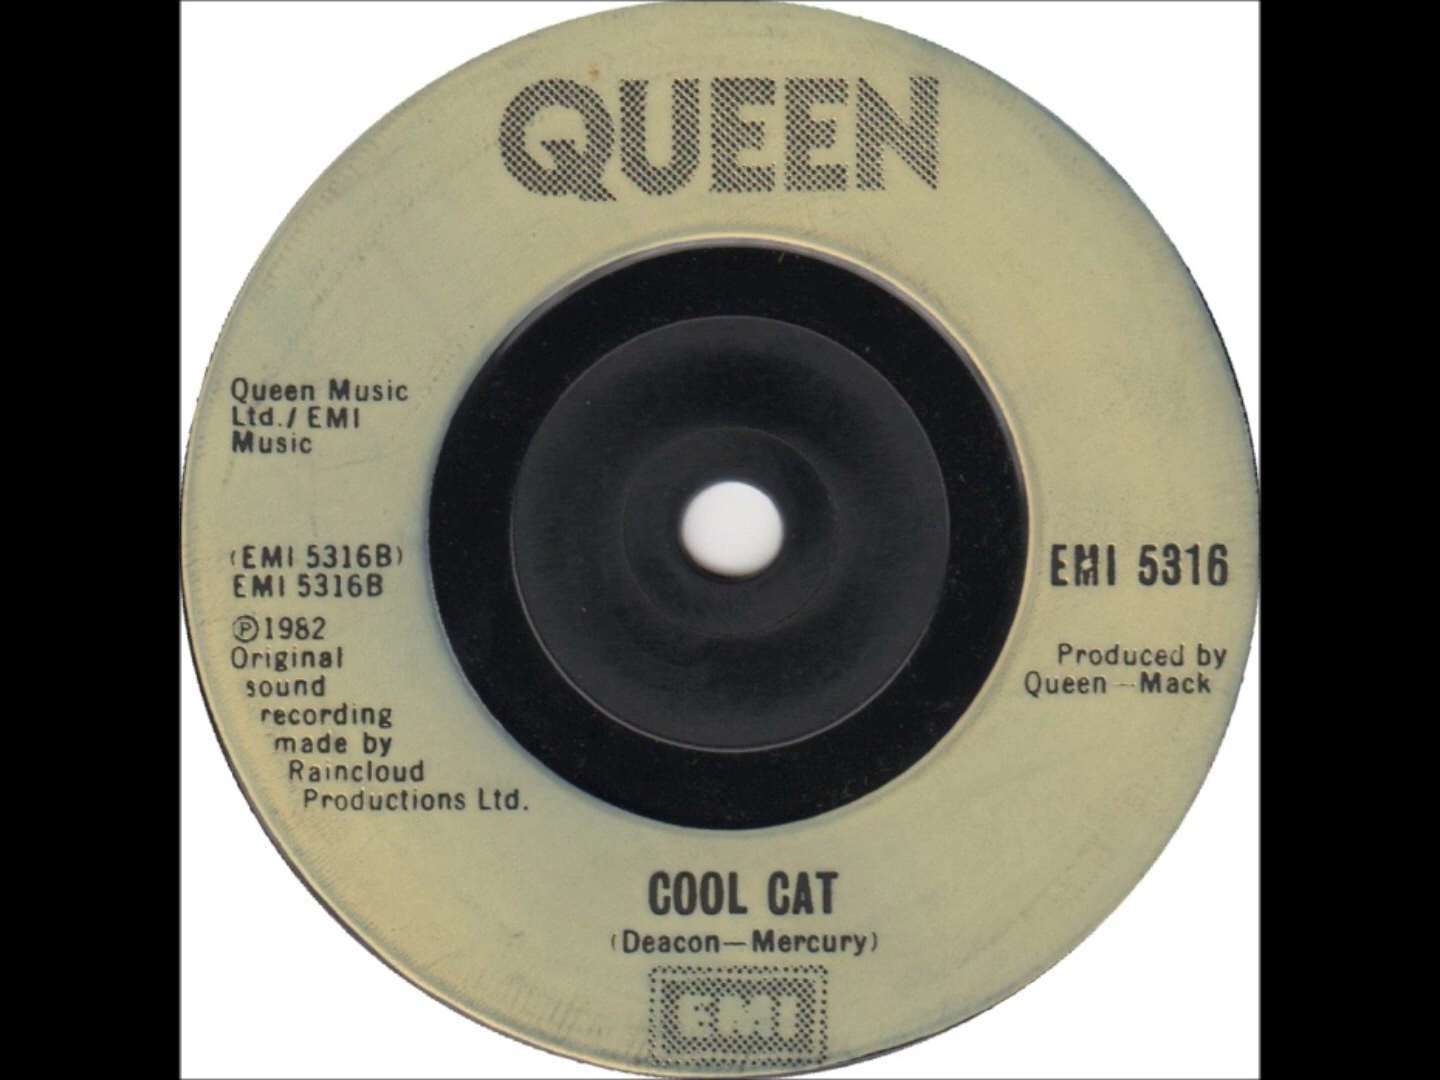 QUEEN
Queen Music
Ltd./ EMI
Music
(EMI 5316B)
EMI 5316B
Ⓟ1982
Original
sound
recording
made by
Raincloud
Productions Ltd.
EMI 5316
Produced by
Queen—Mack
COOL CAT
(Deacon—Mercury)
EMI